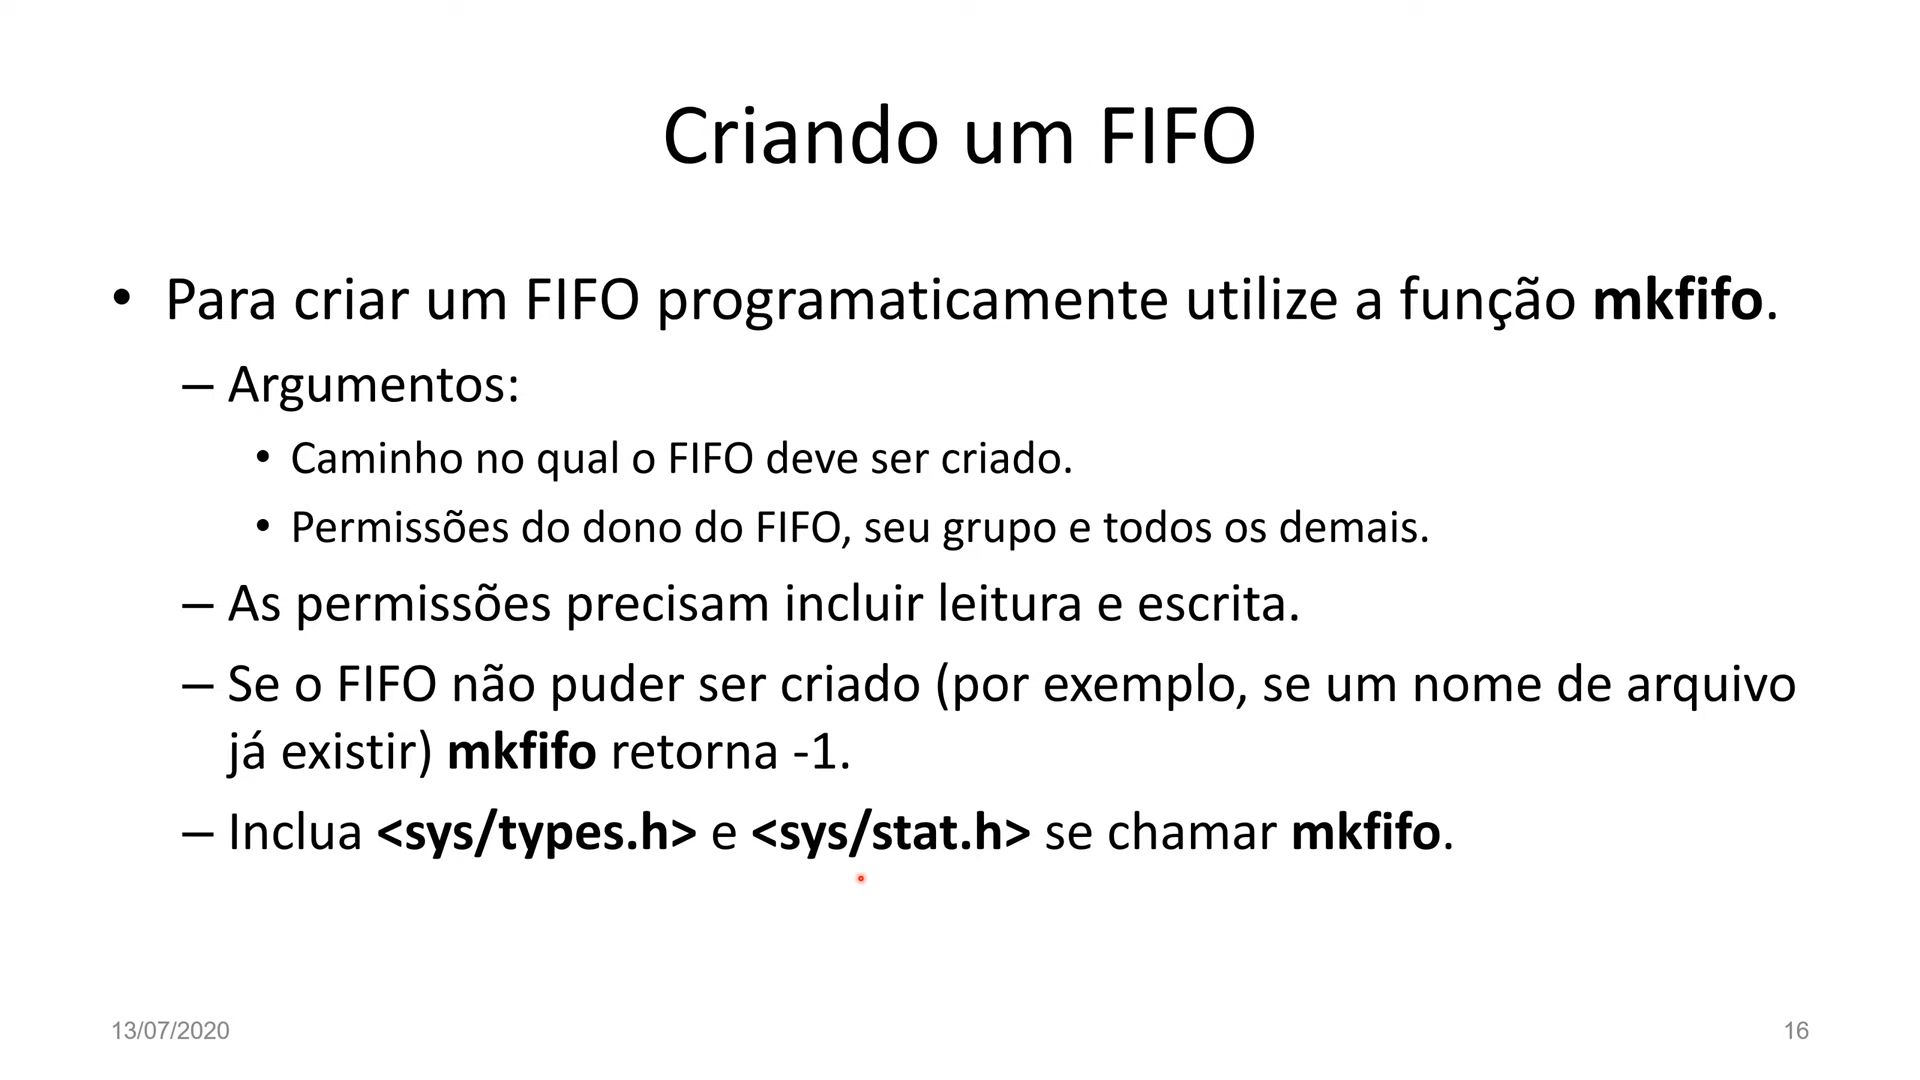 Criando um FIFO
• Para criar um FIFO programaticamente utilize a função mkfifo.
– Argumentos:
• Caminho no qual o FIFO deve ser criado.
• Permissões do dono do FIFO, seu grupo e todos os demais.
– As permissões precisam incluir leitura e escrita.
– Se o FIFO não puder ser criado (por exemplo, se um nome de arquivo
já existir) mkfifo retorna -1.
– Inclua <sys/types.h> e <sys/stat.h> se chamar mkfifo.
13/07/2020
16